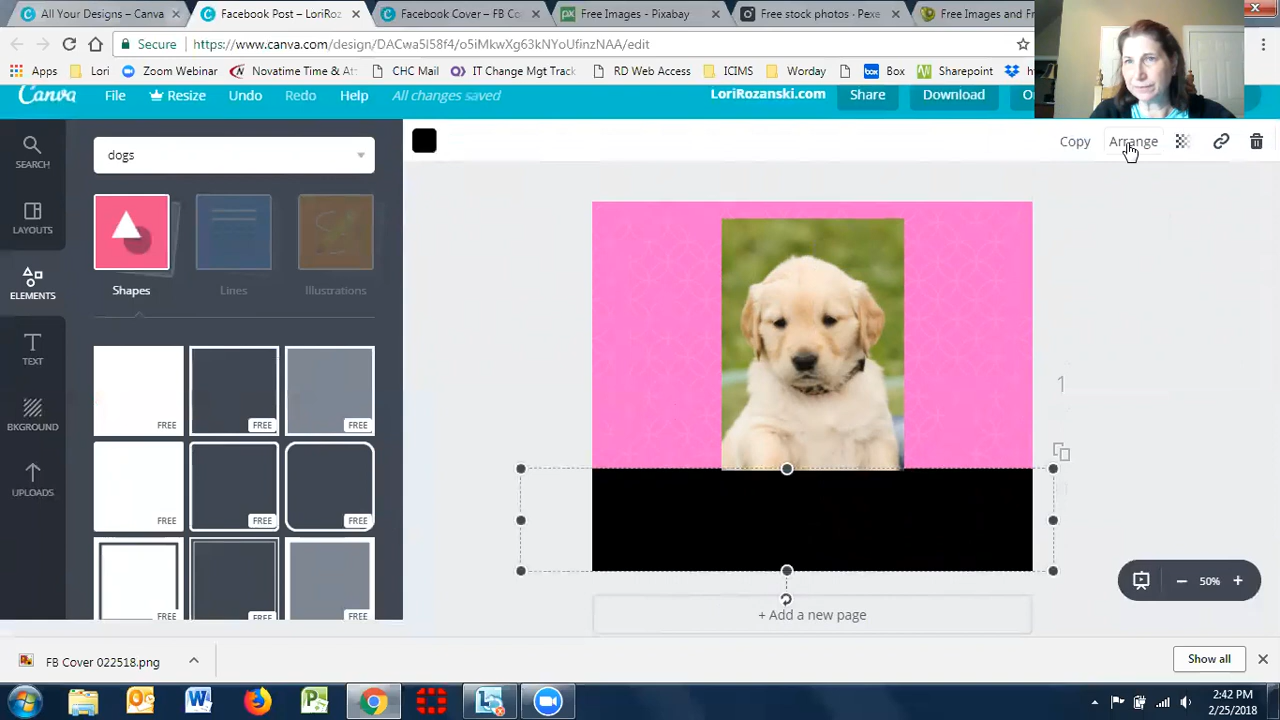 All Your Designs – Canva
Facebook Post – LoriRoz
Facebook Cover – FB C
Free Images - Pixabay
Free stock photos · Pexe
Free Images and Fr
Secure
https://www.canva.com/design/DACwa5I58f4/o5iMkwXg63kNYoUfinzNAA/edit
Apps
Lori
Zoom Webinar
Novatime Time & Att
CHC Mail
IT Change Mgt Track
RD Web Access
ICIMS
Worday
Box
Sharepoint
ht
Canva
File
Resize
Undo
Redo
Help
All changes saved
LoriRozanski.com
Share
Download
SEARCH
LAYOUTS
ELEMENTS
TEXT
BKGROUND
UPLOADS
dogs
Shapes
Lines
Illustrations
FREE
FREE
FREE
FREE
FREE
FREE
FREE
FREE
FREE
Copy
Arrange
1
+ Add a new page
50%
FB Cover 022518.png
Show all
2:42 PM
2/25/2018